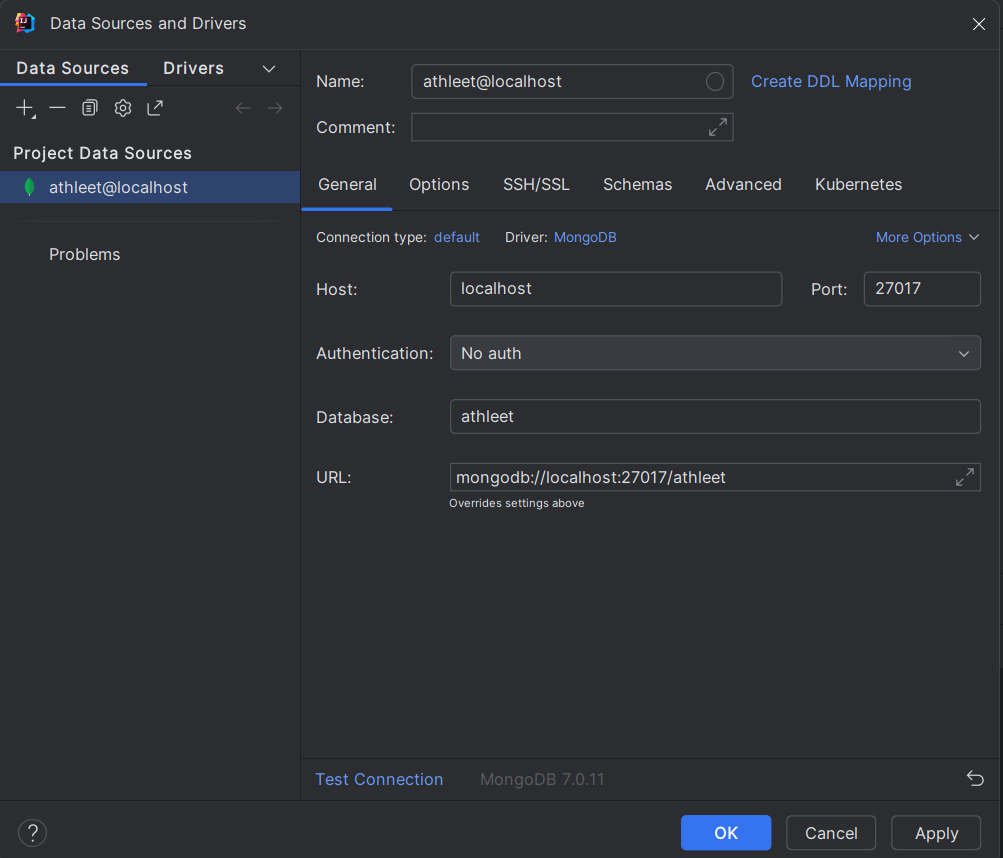 Data Sources and Drivers
Data Sources Drivers
Project Data Sources
athleet@localhost
Problems
Name: athleet@localhost Create DDL Mapping
Comment:
General Options SSH/SSL Schemas Advanced Kubernetes
Connection type: default Driver: MongoDB More Options
Host: localhost Port: 27017
Authentication: No auth
Database: athleet
URL: mongodb://localhost:27017/athleet
Overrides settings above
Test Connection MongoDB 7.0.11
? OK Cancel Apply